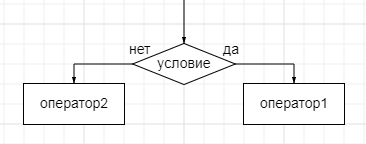 нет
да
условие
оператор2
оператор1